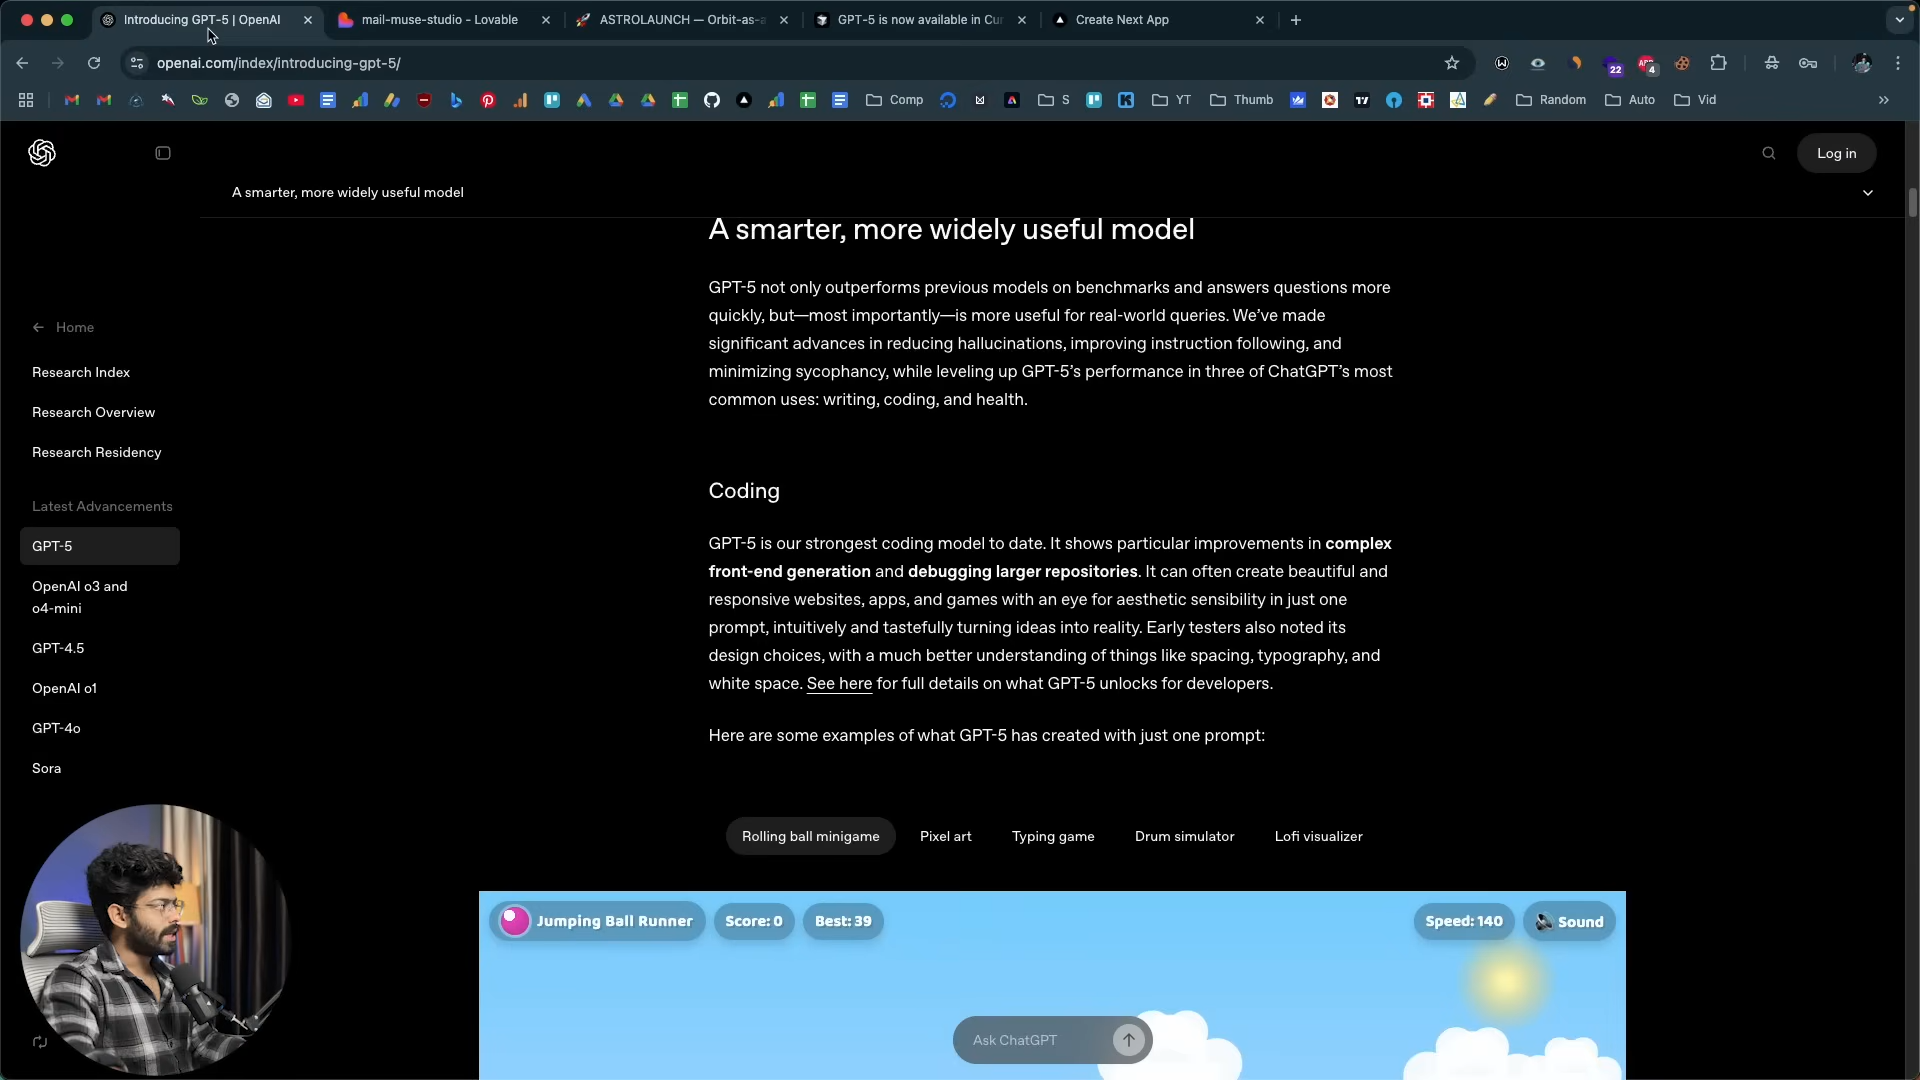 Introducing GPT-5 | OpenAI
mail-muse-studio - Lovable
ASTROLAUNCH — Orbit-as-a
GPT-5 is now available in Cur
Create Next App
openai.com/index/introducing-gpt-5/
22
ABP
4
Comp
S
YT
Thumb
Random
Auto
Vid
Log in
A smarter, more widely useful model
A smarter, more widely useful model
GPT-5 not only outperforms previous models on benchmarks and answers questions more
quickly, but—most importantly—is more useful for real-world queries. We’ve made
significant advances in reducing hallucinations, improving instruction following, and
minimizing sycophancy, while leveling up GPT-5’s performance in three of ChatGPT’s most
common uses: writing, coding, and health.
Home
Research Index
Research Overview
Research Residency
Latest Advancements
GPT-5
OpenAI o3 and
o4-mini
GPT-4.5
OpenAI o1
GPT-4o
Sora
Coding
GPT-5 is our strongest coding model to date. It shows particular improvements in complex
front-end generation and debugging larger repositories. It can often create beautiful and
responsive websites, apps, and games with an eye for aesthetic sensibility in just one
prompt, intuitively and tastefully turning ideas into reality. Early testers also noted its
design choices, with a much better understanding of things like spacing, typography, and
white space. See here for full details on what GPT-5 unlocks for developers.
Here are some examples of what GPT-5 has created with just one prompt:
Rolling ball minigame
Pixel art
Typing game
Drum simulator
Lofi visualizer
Jumping Ball Runner
Score: 0
Best: 39
Speed: 140
Sound
Ask ChatGPT